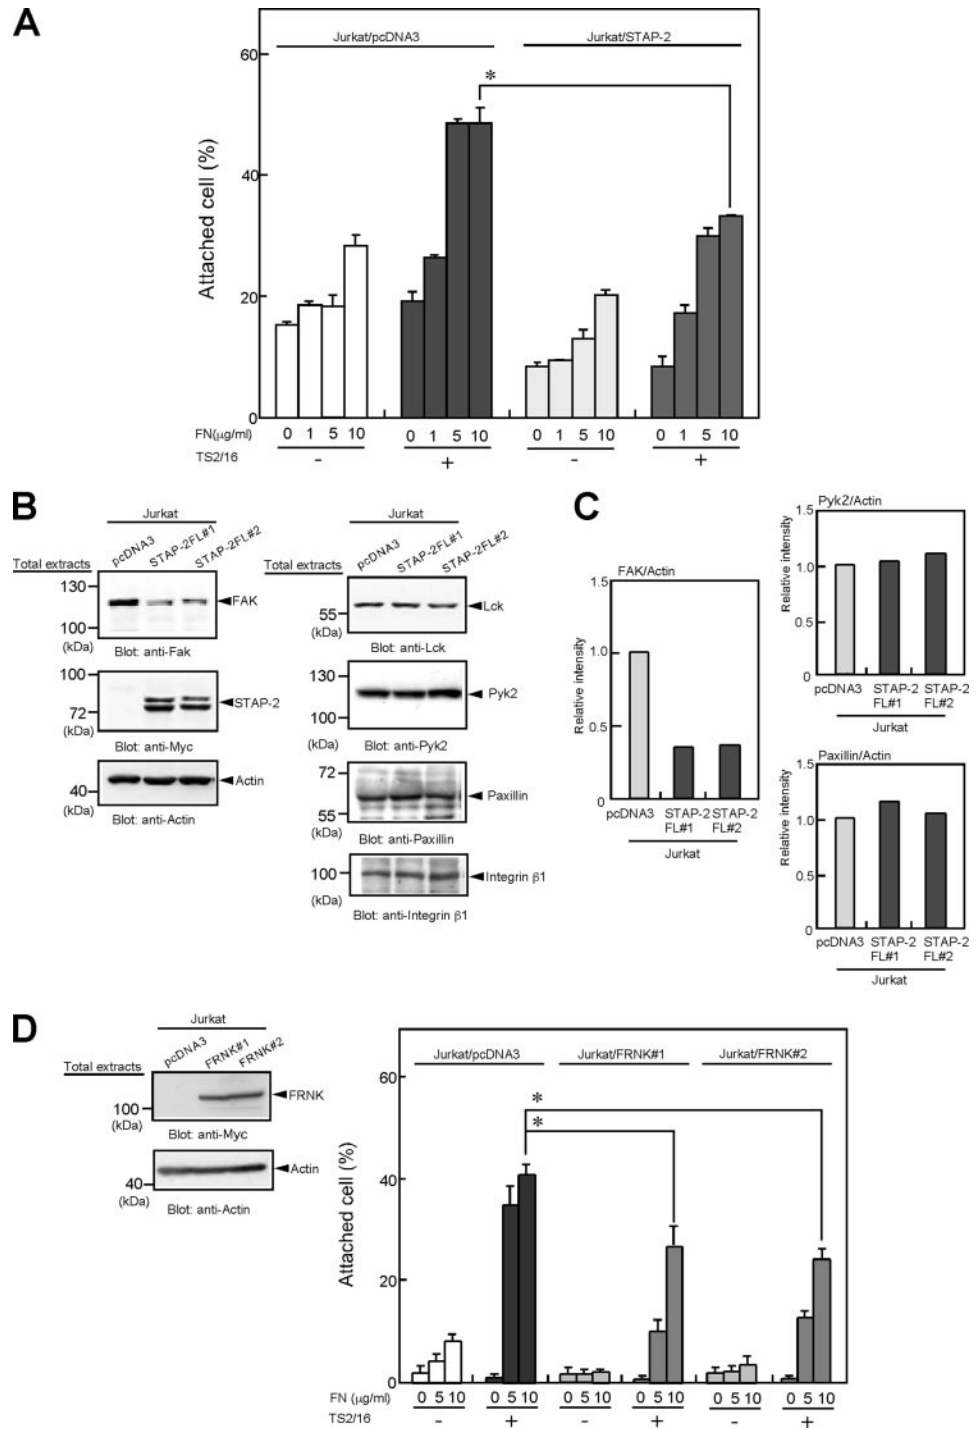 A
Jurkat/pcDNA3 Jurkat/STAP-2
60
*
40
20
0
Attached cell (%)
FN(μg/ml) 0 1 5 10 0 1 5 10 0 1 5 10 0 1 5 10
TS2/16 - + - +
B
Jurkat
Total extracts pcDNA3 STAP-2FL#1 STAP-2FL#2
130
FAK
100
(kDa)
Blot: anti-Fak
100
STAP-2
72
(kDa)
Blot: anti-Myc
Actin
40
(kDa)
Blot: anti-Actin
Jurkat
Total extracts pcDNA3 STAP-2FL#1 STAP-2FL#2
Lck
55
(kDa)
Blot: anti-Lck
130
Pyk2
100
(kDa)
Blot: anti-Pyk2
72
Paxillin
55
(kDa)
Blot: anti-Paxillin
100
Integrin β1
(kDa)
Blot: anti-Integrin β1
C
FAK/Actin
1.5
1.0
0.5
0
Relative intensity
pcDNA3 STAP-2 STAP-2
FL#1 FL#2
Jurkat
Pyk2/Actin
1.5
1.0
0.5
0
Relative intensity
pcDNA3 STAP-2 STAP-2
FL#1 FL#2
Jurkat
Paxillin/Actin
1.5
1.0
0.5
0
Relative intensity
pcDNA3 STAP-2 STAP-2
FL#1 FL#2
Jurkat
D
Jurkat
Total extracts pcDNA3 FRNK#1 FRNK#2
FRNK
100
(kDa)
Blot: anti-Myc
Actin
40
(kDa)
Blot: anti-Actin
Jurkat/pcDNA3 Jurkat/FRNK#1 Jurkat/FRNK#2
60
*
*
40
20
0
Attached cell (%)
FN (μg/ml) 0 5 10 0 5 10 0 5 10 0 5 10 0 5 10 0 5 10
TS2/16 - + - + - +